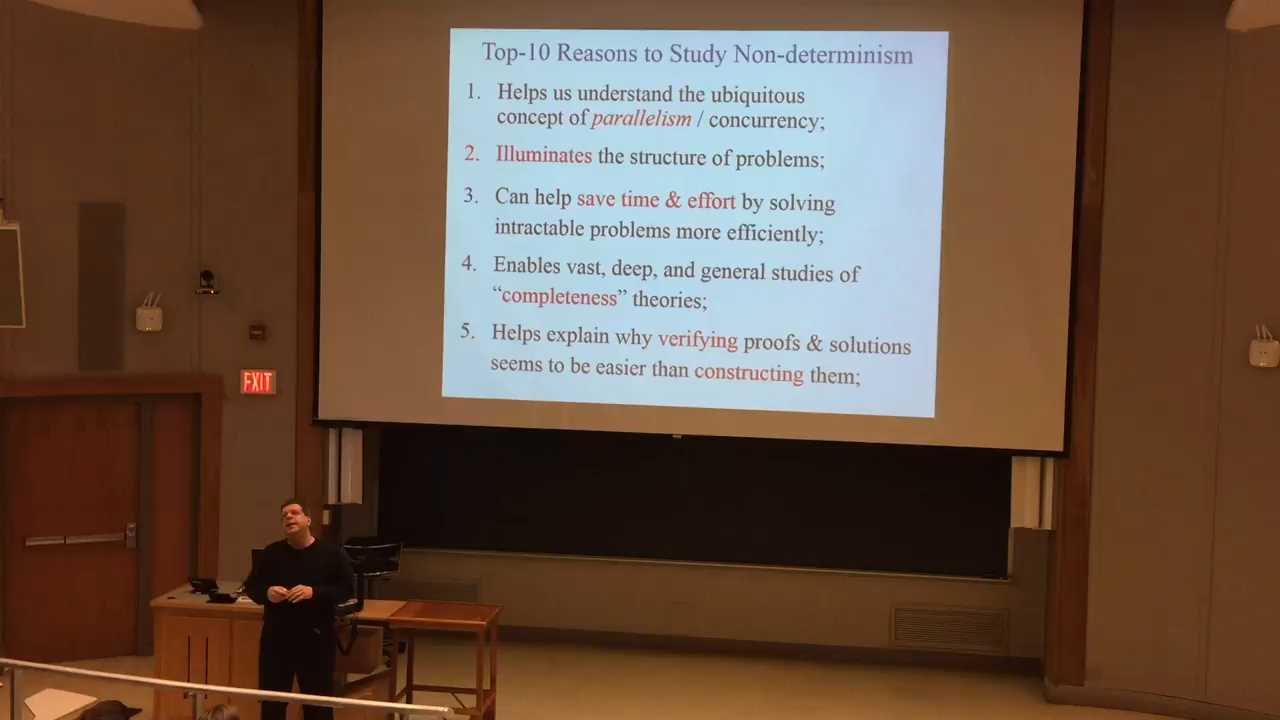 Top-10 Reasons to Study Non-determinism
1. Helps us understand the ubiquitous
concept of parallelism / concurrency;
2. Illuminates the structure of problems;
3. Can help save time & effort by solving
intractable problems more efficiently;
4. Enables vast, deep, and general studies of
“completeness” theories;
5. Helps explain why verifying proofs & solutions
seems to be easier than constructing them;
EXIT